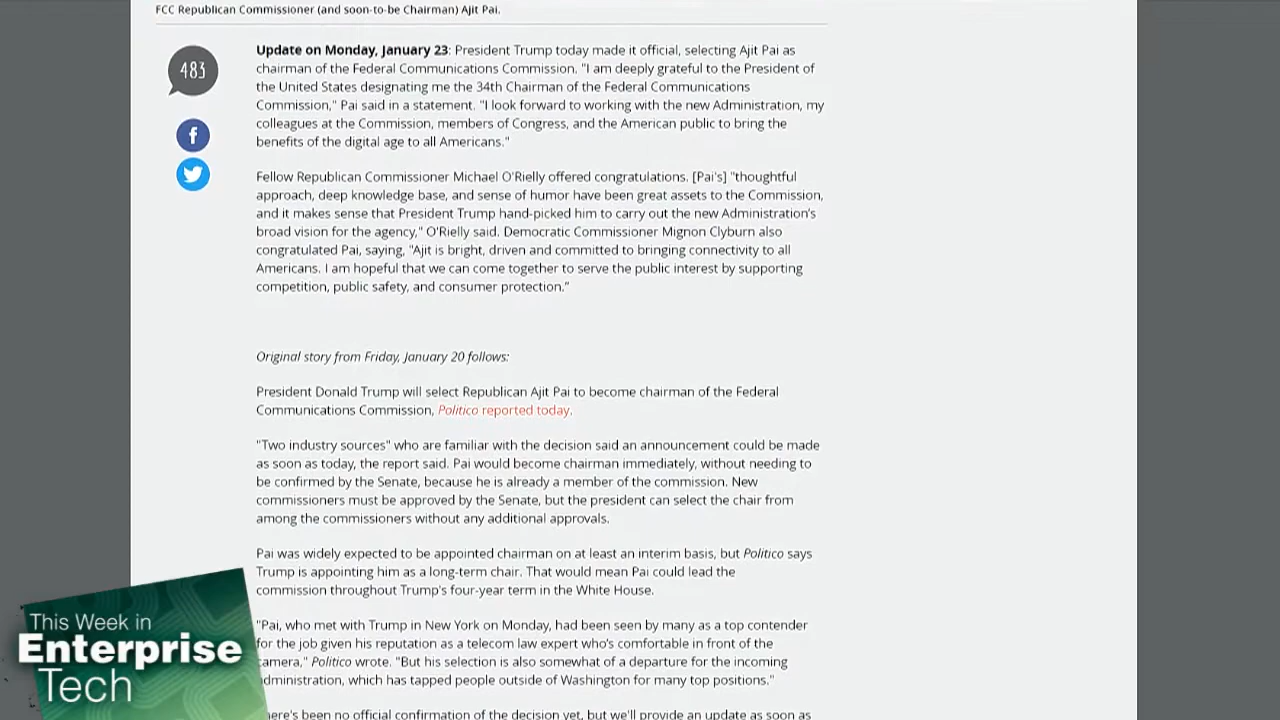 FCC Republican Commissioner (and soon-to-be Chairman) Ajit Pai.
483
Update on Monday, January 23: President Trump today made it official, selecting Ajit Pai as
chairman of the Federal Communications Commission. "I am deeply grateful to the President of
the United States designating me the 34th Chairman of the Federal Communications
Commission," Pai said in a statement. "I look forward to working with the new Administration, my
colleagues at the Commission, members of Congress, and the American public to bring the
benefits of the digital age to all Americans."
Fellow Republican Commissioner Michael O'Rielly offered congratulations. [Pai's] "thoughtful
approach, deep knowledge base, and sense of humor have been great assets to the Commission,
and it makes sense that President Trump hand-picked him to carry out the new Administration's
broad vision for the agency," O'Rielly said. Democratic Commissioner Mignon Clyburn also
congratulated Pai, saying, "Ajit is bright, driven and committed to bringing connectivity to all
Americans. I am hopeful that we can come together to serve the public interest by supporting
competition, public safety, and consumer protection."
Original story from Friday, January 20 follows:
President Donald Trump will select Republican Ajit Pai to become chairman of the Federal
Communications Commission, Politico reported today.
"Two industry sources" who are familiar with the decision said an announcement could be made
as soon as today, the report said. Pai would become chairman immediately, without needing to
be confirmed by the Senate, because he is already a member of the commission. New
commissioners must be approved by the Senate, but the president can select the chair from
among the commissioners without any additional approvals.
Pai was widely expected to be appointed chairman on at least an interim basis, but Politico says
Trump is appointing him as a long-term chair. That would mean Pai could lead the
commission throughout Trump's four-year term in the White House.
"Pai, who met with Trump in New York on Monday, had been seen by many as a top contender
for the job given his reputation as a telecom law expert who's comfortable in front of the
camera," Politico wrote. "But his selection is also somewhat of a departure for the incoming
dministration, which has tapped people outside of Washington for many top positions."
here's been no official confirmation of the decision yet, but we'll provide an update as soon as
This Week in
Enterprise
Tech